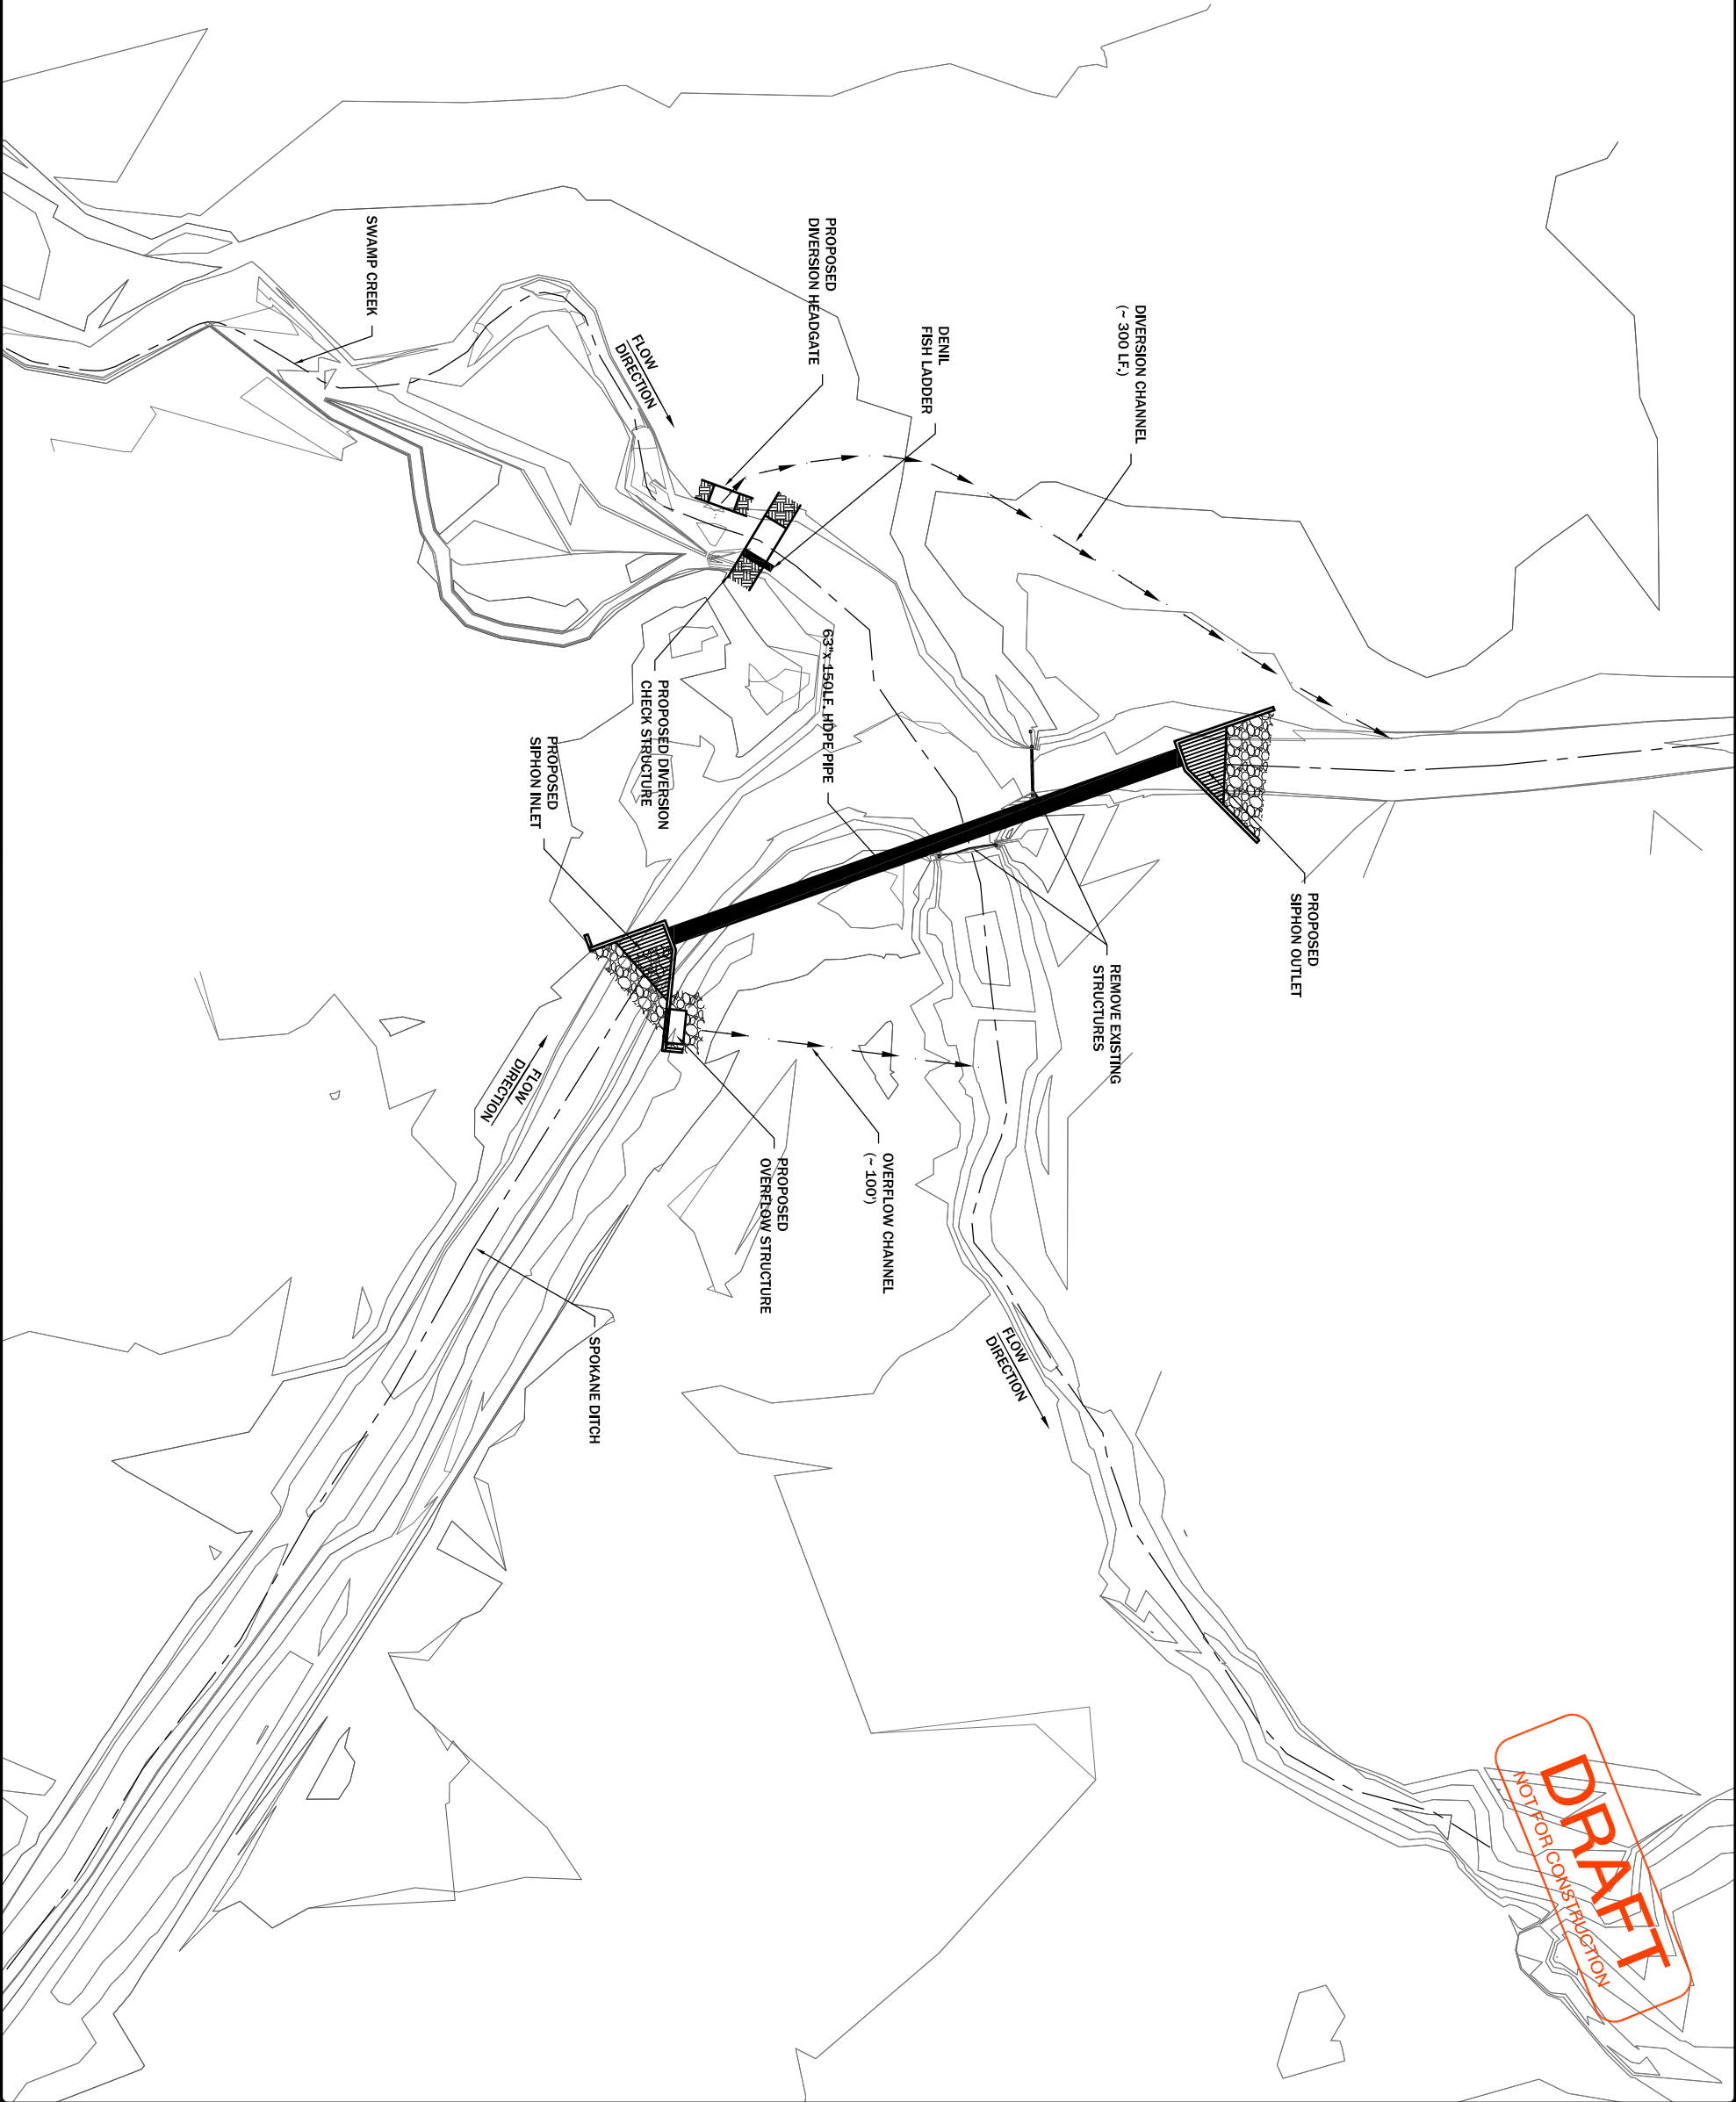 SWAMP CREEK
FLOW
DIRECTION
PROPOSED
DIVERSION HEADGATE
DENIL
FISH LADDER
DIVERSION CHANNEL
(~ 300 LF.)
PROPOSED DIVERSION
CHECK STRUCTURE
63"x 150LF. HDPE PIPE
PROPOSED
SIPHON INLET
PROPOSED
SIPHON OUTLET
REMOVE EXISTING
STRUCTURES
FLOW
DIRECTION
PROPOSED
OVERFLOW STRUCTURE
OVERFLOW CHANNEL
(~ 100')
SPOKANE DITCH
FLOW
DIRECTION
DRAFT
NOT FOR CONSTRUCTION